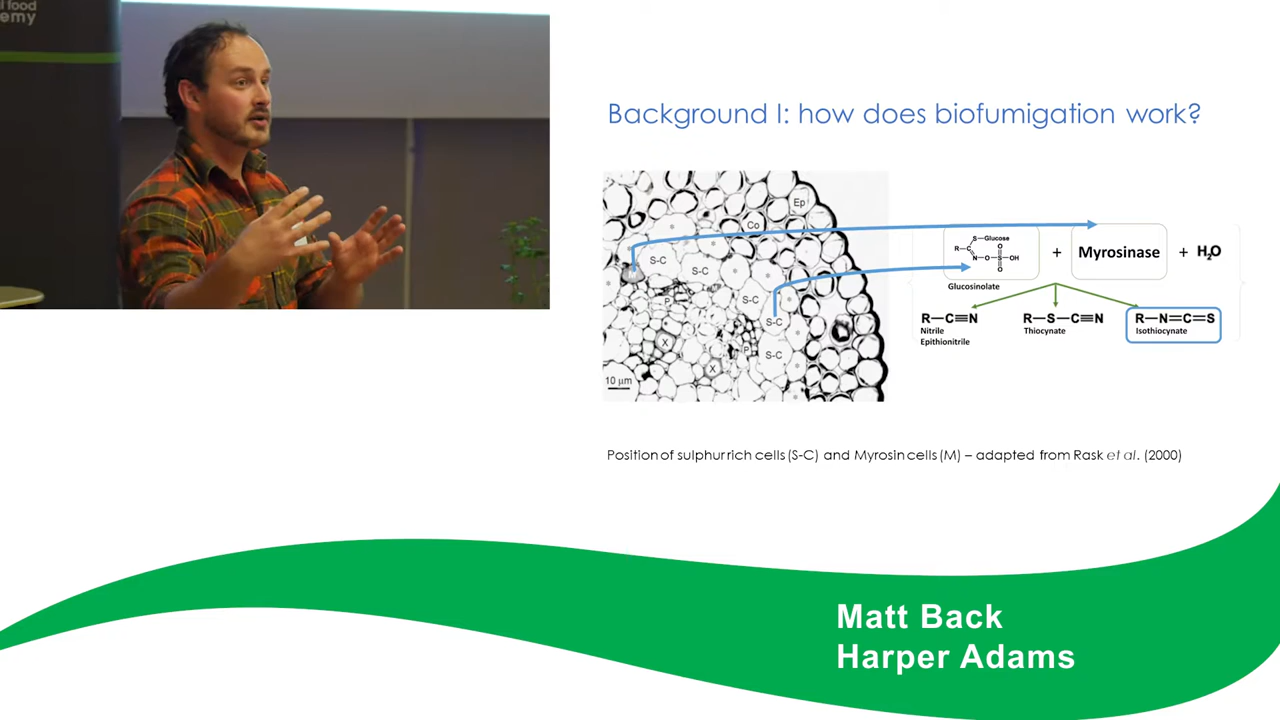 l food
emy
Background I: how does biofumigation work?
Ep
Co
S-C
S-C
S-C
S-C
S-C
P
P
X
X
10 µm
S—Glucose
R—C
N—O—S—OH
O
O
Glucosinolate
+
Myrosinase
+ H2O
R—C≡N
Nitrile
Epithionitrile
R—S—C≡N
Thiocynate
R—N=C=S
Isothiocynate
Position of sulphur rich cells (S-C) and Myrosin cells (M) – adapted from Rask et al. (2000)
Matt Back
Harper Adams